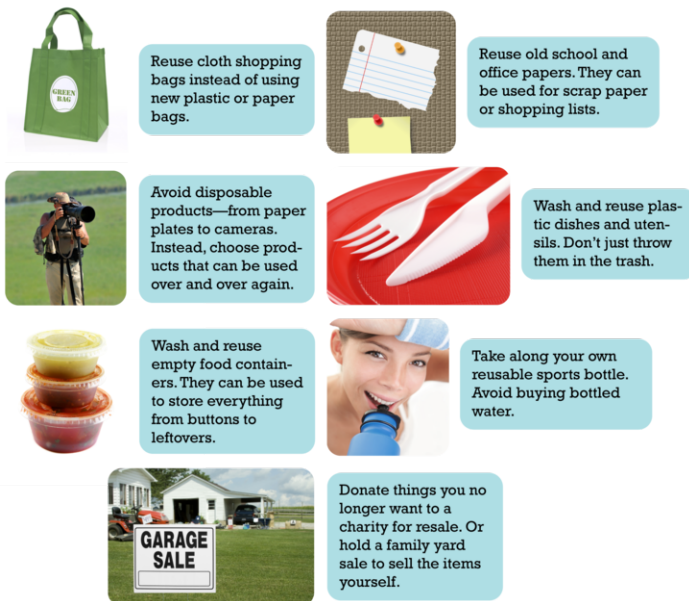 GREEN
BAG
Reuse cloth shopping
bags instead of using
new plastic or paper
bags.
Reuse old school and
office papers. They can
be used for scrap paper
or shopping lists.
Avoid disposable
products—from paper
plates to cameras.
Instead, choose prod-
ucts that can be used
over and over again.
Wash and reuse plas-
tic dishes and uten-
sils. Don't just throw
them in the trash.
Wash and reuse
empty food contain-
ers. They can be used
to store everything
from buttons to
leftovers.
Take along your own
reusable sports bottle.
Avoid buying bottled
water.
GARAGE
SALE
Donate things you no
longer want to a
charity for resale. Or
hold a family yard
sale to sell the items
yourself.